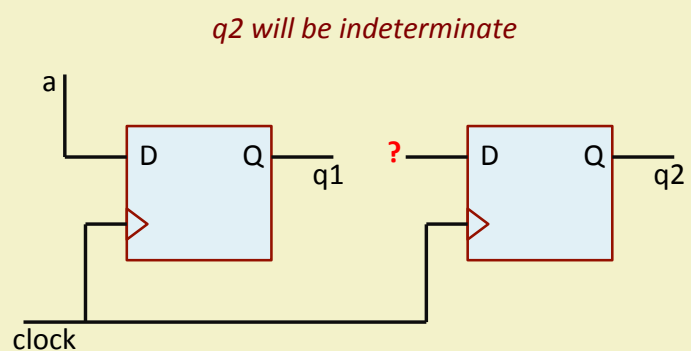 q2 will be indeterminate
a
D Q
q1
? D Q
q2
clock